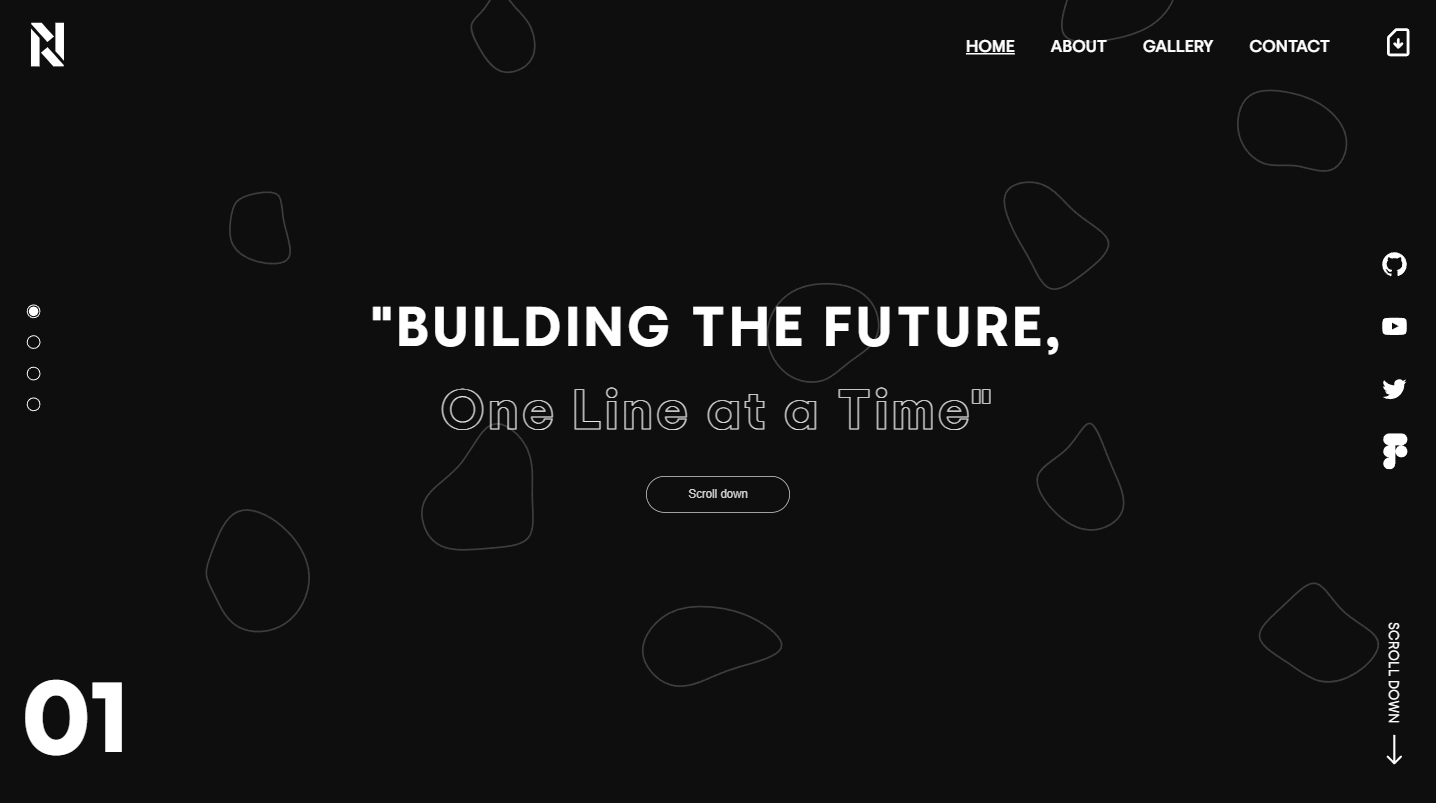 N
HOME ABOUT GALLERY CONTACT
"BUILDING THE FUTURE,
One Line at a Time"
Scroll down
01
SCROLL DOWN